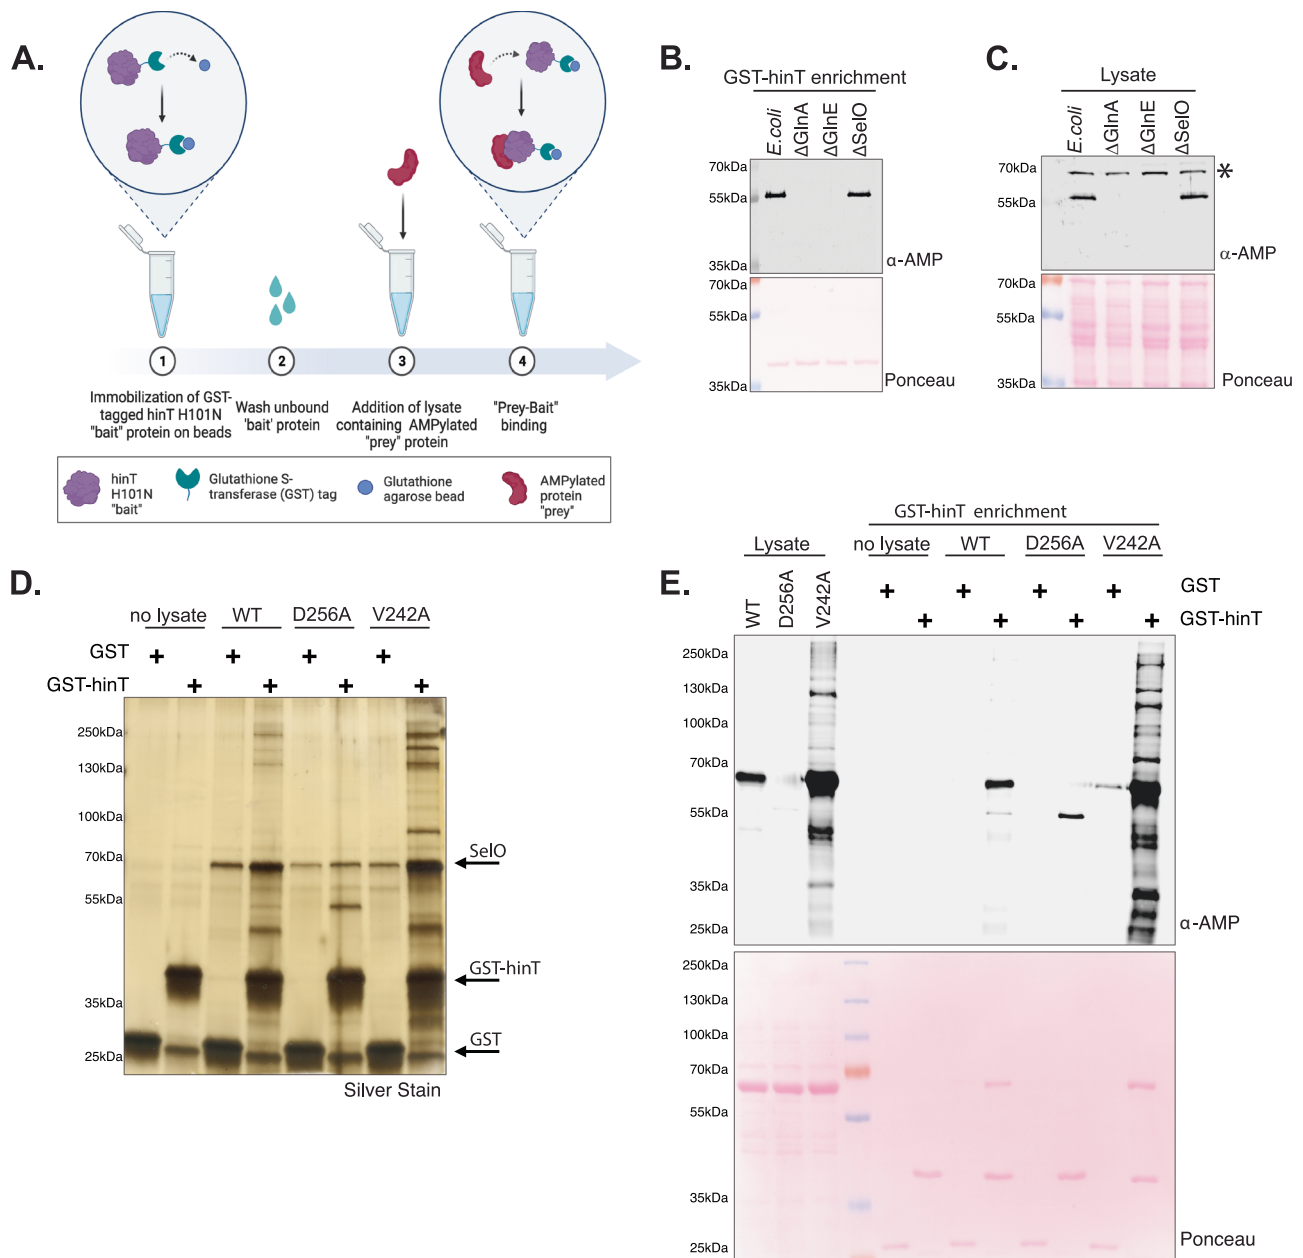 A.
1
2
3
4
Immobilization of GST-
tagged hinT H101N
"bait" protein on beads
Wash unbound
'bait' protein
Addition of lysate
containing AMPylated
"prey" protein
"Prey-Bait"
binding
hinT
H101N
"bait"
Glutathione S-
transferase (GST) tag
Glutathione
agarose bead
AMPylated
protein
"prey"
B.
GST-hinT enrichment
E.coli
ΔGlnA
ΔGlnE
ΔSelO
70kDa
55kDa
35kDa
α-AMP
70kDa
55kDa
35kDa
Ponceau
C.
Lysate
E.coli
ΔGlnA
ΔGlnE
ΔSelO
70kDa
*
55kDa
35kDa
α-AMP
70kDa
55kDa
35kDa
Ponceau
D.
no lysate WT D256A V242A
GST + + + +
GST-hinT + + + +
250kDa
130kDa
100kDa
70kDa
SelO
55kDa
GST-hinT
35kDa
GST
25kDa
Silver Stain
E.
GST-hinT enrichment
Lysate no lysate WT D256A V242A
WT
D256A
V242A
+ + + + GST
+ + + + GST-hinT
250kDa
130kDa
100kDa
70kDa
55kDa
35kDa
25kDa
α-AMP
250kDa
130kDa
100kDa
70kDa
55kDa
35kDa
25kDa
Ponceau